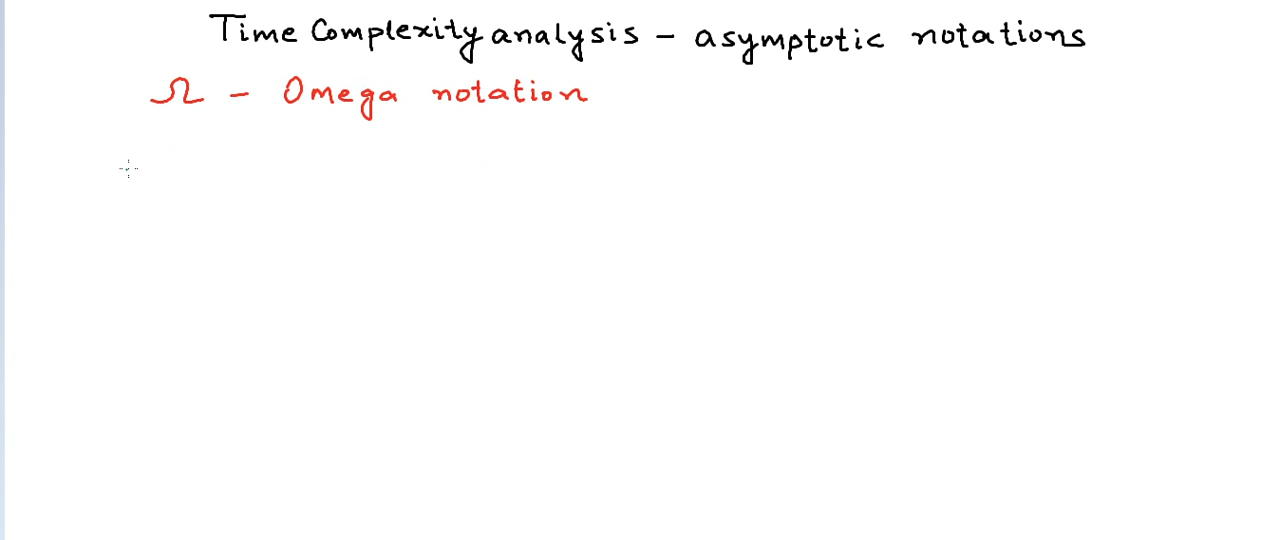 Time Complexity analysis - asymptotic notations
Ω - Omega notation